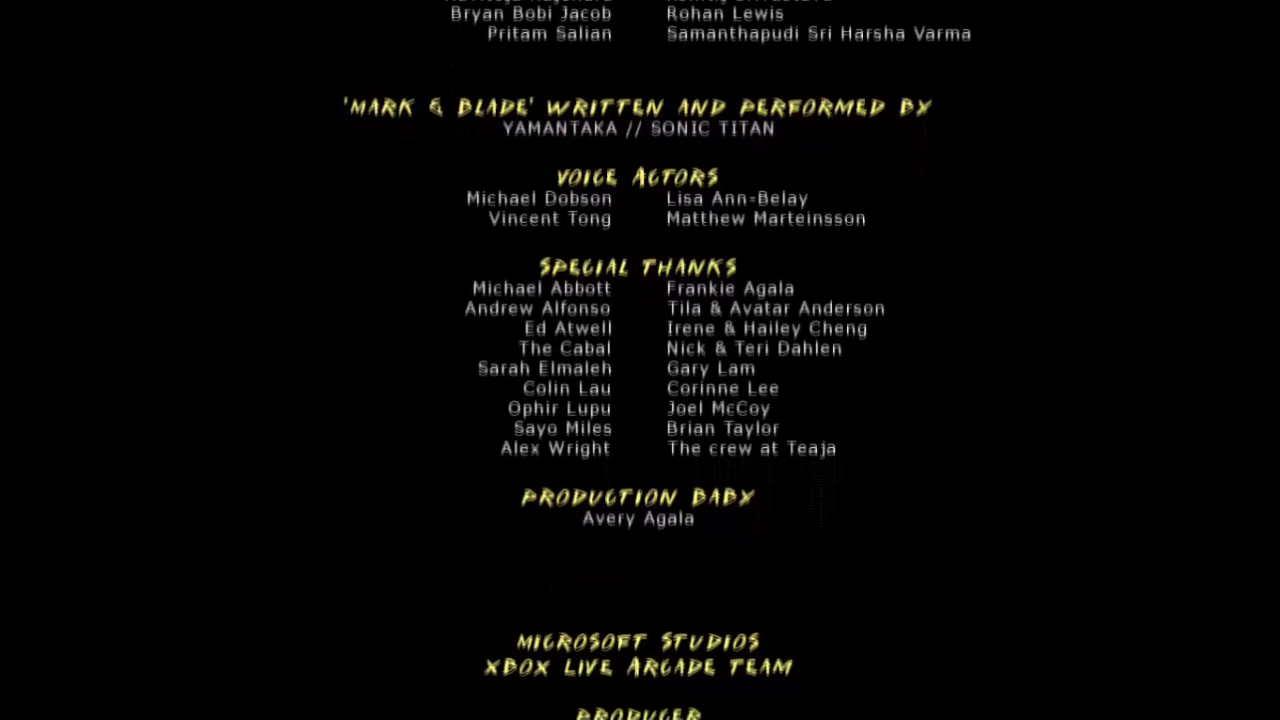 Bryan Bobi Jacob Rohan Lewis
Pritam Salian Samanthapudi Sri Harsha Varma
'MARK & BLADE' WRITTEN AND PERFORMED BY
YAMANTAKA // SONIC TITAN
VOICE ACTORS
Michael Dobson Lisa Ann-Belay
Vincent Tong Matthew Marteinsson
SPECIAL THANKS
Michael Abbott Frankie Agala
Andrew Alfonso Tila & Avatar Anderson
Ed Atwell Irene & Hailey Cheng
The Cabal Nick & Teri Dahlen
Sarah Elmaleh Gary Lam
Colin Lau Corinne Lee
Ophir Lupu Joel McCoy
Sayo Miles Brian Taylor
Alex Wright The crew at Teaja
PRODUCTION BABY
Avery Agala
MICROSOFT STUDIOS
XBOX LIVE ARCADE TEAM
PRODUCER